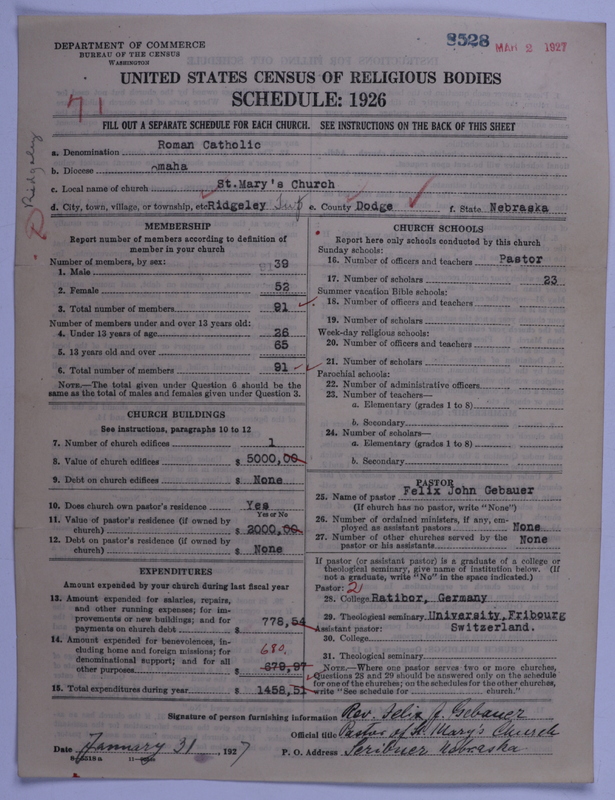 DEPARTMENT OF COMMERCE
BUREAU OF THE CENSUS
WASHINGTON
8528
MAR 2 1927
UNITED STATES CENSUS OF RELIGIOUS BODIES
SCHEDULE: 1926
71
FILL OUT A SEPARATE SCHEDULE FOR EACH CHURCH. SEE INSTRUCTIONS ON THE BACK OF THIS SHEET
Ridgeley
a. Denomination Roman Catholic
b. Diocese Omaha
c. Local name of church St.Mary's Church
d. City, town, village, or township, etc. Ridgeley Twp e. County Dodge f. State Nebraska
MEMBERSHIP
Report number of members according to definition of
member in your church
Number of members, by sex:
1. Male 39
2. Female 52
3. Total number of members 91
Number of members under and over 13 years old:
4. Under 13 years of age 26
5. 13 years old and over 65
6. Total number of members 91
NOTE.—The total given under Question 6 should be the
same as the total of males and females given under Question 3.
CHURCH BUILDINGS
See instructions, paragraphs 10 to 12
7. Number of church edifices 1
8. Value of church edifices $ 5000,00
9. Debt on church edifices $ None
10. Does church own pastor's residence? Yes
Yes or No
11. Value of pastor's residence (if owned by
church) $ 2000,00
12. Debt on pastor's residence (if owned by
church) $ None
EXPENDITURES
Amount expended by your church during last fiscal year
13. Amount expended for salaries, repairs,
and other running expenses; for im-
provements or new buildings; and for
payments on church debt $ 778,54
14. Amount expended for benevolences, in-
cluding home and foreign missions; for
denominational support; and for all
other purposes $ 679,97
680.
15. Total expenditures during year $ 1458,51
CHURCH SCHOOLS
Report here only schools conducted by this church
Sunday schools:
16. Number of officers and teachers Pastor
17. Number of scholars 23
Summer vacation Bible schools:
18. Number of officers and teachers
19. Number of scholars
Week-day religious schools:
20. Number of officers and teachers
21. Number of scholars
Parochial schools:
22. Number of administrative officers
23. Number of teachers—
a. Elementary (grades 1 to 8)
b. Secondary
24. Number of scholars—
a. Elementary (grades 1 to 8)
b. Secondary
PASTOR
25. Name of pastor Felix John Gebauer
(If church has no pastor, write "None")
26. Number of ordained ministers, if any, em-
ployed as assistant pastors None
27. Number of other churches served by the
pastor or his assistants None
If pastor (or assistant pastor) is a graduate of a college or
theological seminary, give name of institution below. (If
not a graduate, write "No" in the space indicated.)
Pastor: 21
28. College Ratibor, Germany
29. Theological seminary University, Fribourg
Assistant pastor: Switzerland.
30. College
31. Theological seminary
NOTE.—Where one pastor serves two or more churches,
Questions 28 and 29 should be answered only on the schedule
for one of the churches; on the schedules for the other churches,
write "See schedule for church."
Signature of person furnishing information Rev. Felix J. Gebauer
Official title Pastor of St. Mary's Church
Date January 31, 1927 P. O. Address Scribner Nebraska